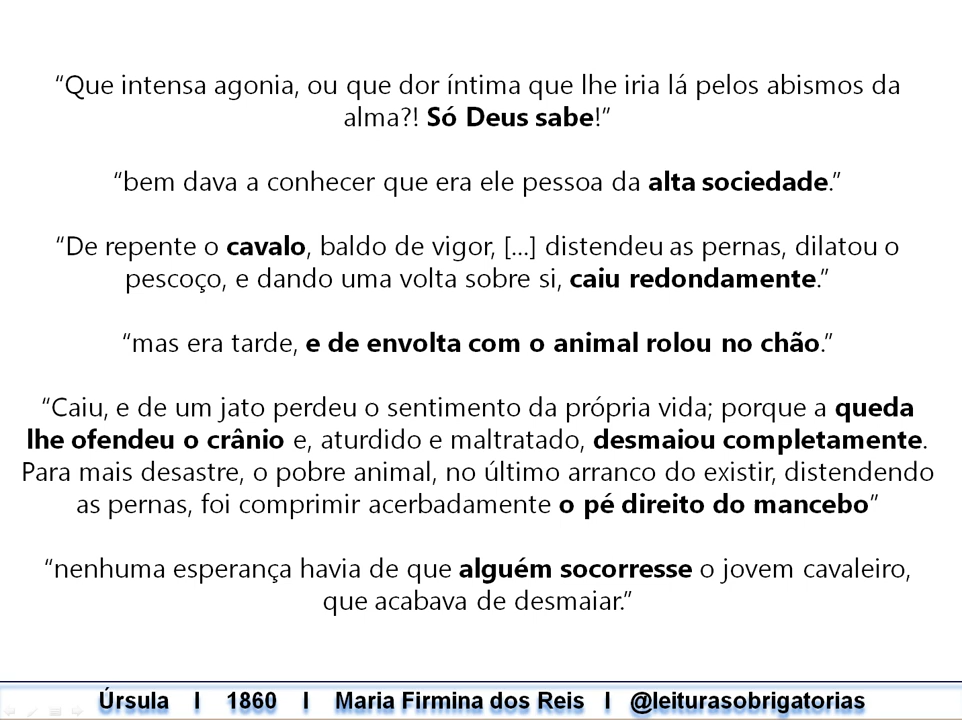 “Que intensa agonia, ou que dor íntima que lhe iria lá pelos abismos da
alma?! Só Deus sabe!”
“bem dava a conhecer que era ele pessoa da alta sociedade.”
“De repente o cavalo, baldo de vigor, [...] distendeu as pernas, dilatou o
pescoço, e dando uma volta sobre si, caiu redondamente.”
“mas era tarde, e de envolta com o animal rolou no chão.”
“Caiu, e de um jato perdeu o sentimento da própria vida; porque a queda
lhe ofendeu o crânio e, aturdido e maltratado, desmaiou completamente.
Para mais desastre, o pobre animal, no último arranco do existir, distendendo
as pernas, foi comprimir acerbadamente o pé direito do mancebo”
“nenhuma esperança havia de que alguém socorresse o jovem cavaleiro,
que acabava de desmaiar.”
Úrsula I 1860 I Maria Firmina dos Reis I @leiturasobrigatorias